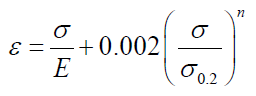 ε = σ/E + 0.002(σ/σ₀.₂)ⁿ